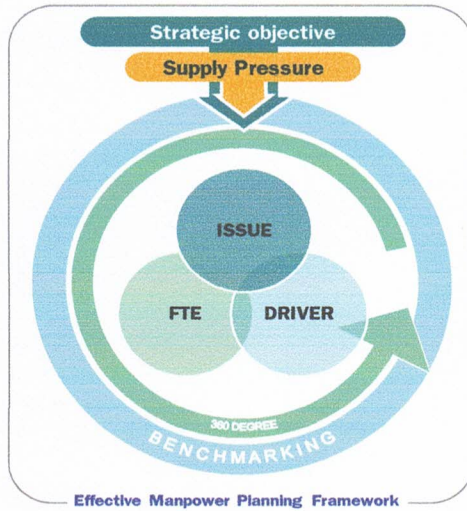 Strategic objective
Supply Pressure
ISSUE
FTE
DRIVER
360 DEGREE
BENCHMARKING
Effective Manpower Planning Framework